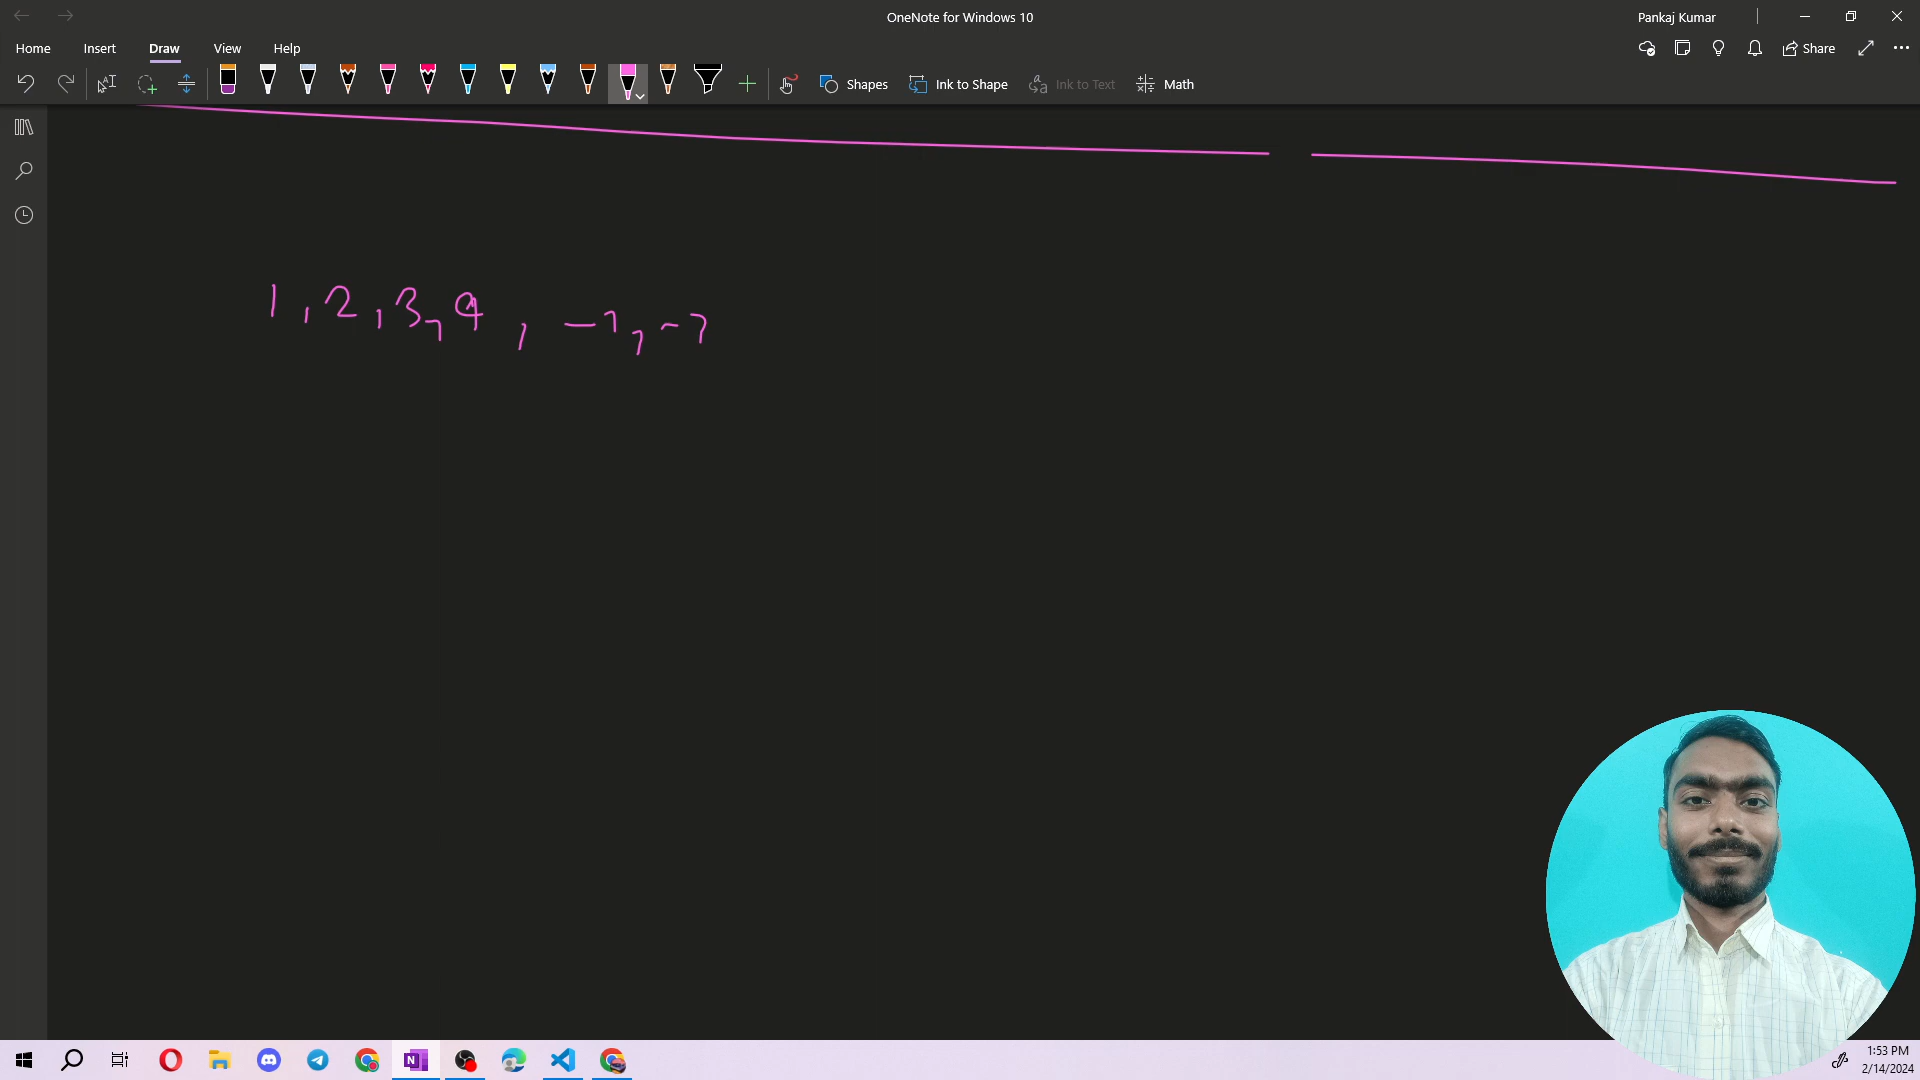 OneNote for Windows 10
Pankaj Kumar
Home Insert Draw View Help
Share
Shapes Ink to Shape Ink to Text Math
1, 2, 3, 4, -1, -7
1:53 PM
2/14/2024